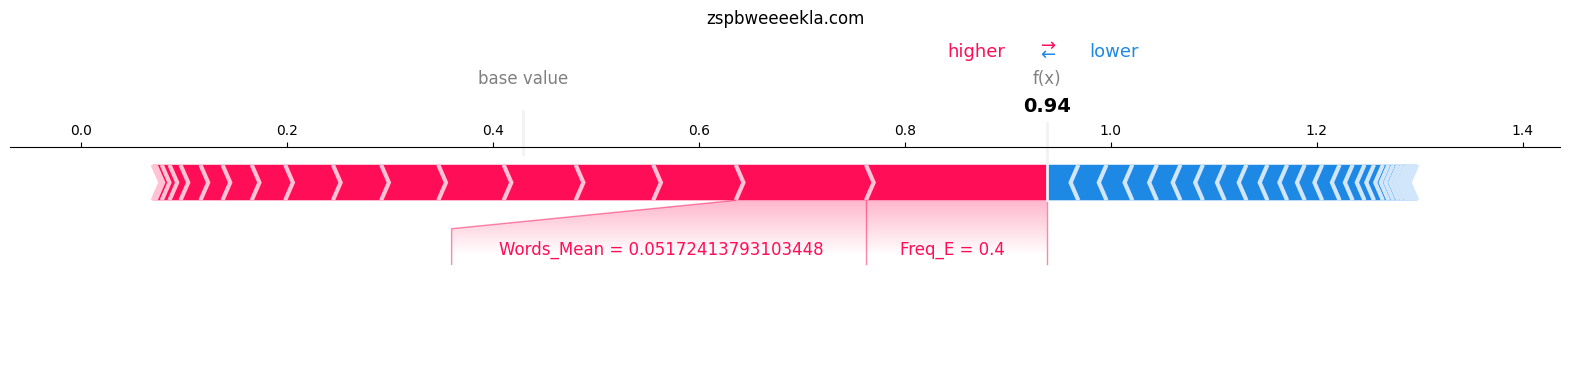 zspbweeeekla.com
higher → lower
←
base value f(x)
0.94
0.0 0.2 0.4 0.6 0.8 1.0 1.2 1.4
Words_Mean = 0.05172413793103448 Freq_E = 0.4